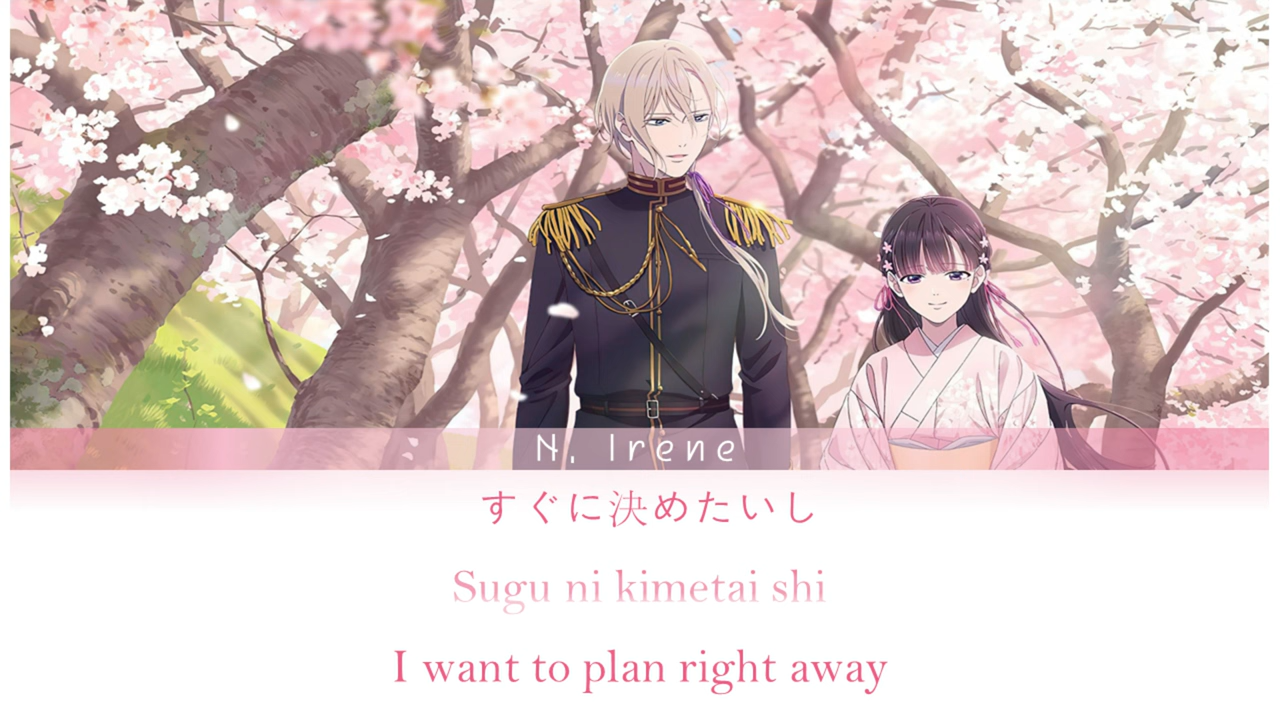 N. Irene
すぐに決めたいし
Sugu ni kimetai shi
I want to plan right away